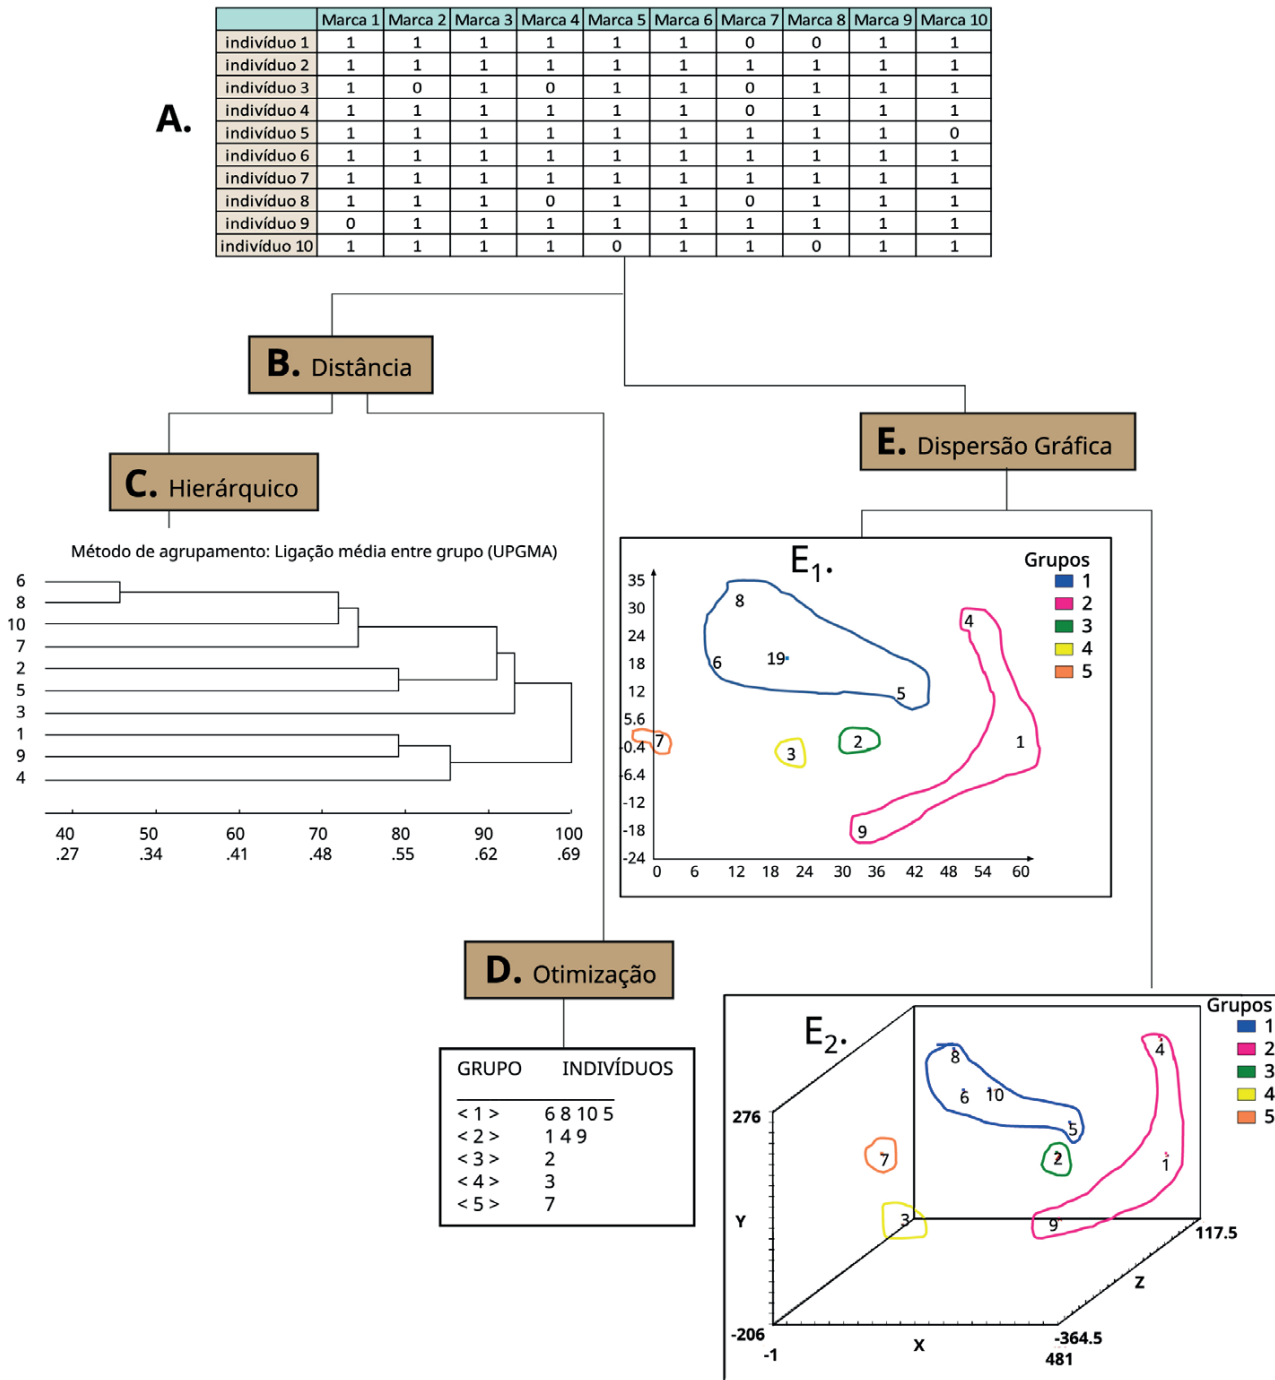 Marca 1 Marca 2 Marca 3 Marca 4 Marca 5 Marca 6 Marca 7 Marca 8 Marca 9 Marca 10
indivíduo 1 1 1 1 1 1 1 0 0 1 1
indivíduo 2 1 1 1 1 1 1 1 1 1 1
indivíduo 3 1 0 1 0 1 1 0 1 1 1
indivíduo 4 1 1 1 1 1 1 0 1 1 1
indivíduo 5 1 1 1 1 1 1 1 1 1 0
indivíduo 6 1 1 1 1 1 1 1 1 1 1
indivíduo 7 1 1 1 1 1 1 1 1 1 1
indivíduo 8 1 1 1 0 1 1 0 1 1 1
indivíduo 9 0 1 1 1 1 1 1 1 1 1
indivíduo 10 1 1 1 1 0 1 1 0 1 1
A.
B. Distância
C. Hierárquico
Método de agrupamento: Ligação média entre grupo (UPGMA)
6
8
10
7
2
5
3
1
9
4
40 50 60 70 80 90 100
.27 .34 .41 .48 .55 .62 .69
E. Dispersão Gráfica
E1.
Grupos
1
2
3
4
5
35
30
24
18
12
5.6
-0.4
-6.4
-12
-18
-24
0 6 12 18 24 30 36 42 48 54 60
8
4
6
19
5
7
3
2
1
9
D. Otimização
GRUPO INDIVÍDUOS
< 1 > 6 8 10 5
< 2 > 1 4 9
< 3 > 2
< 4 > 3
< 5 > 7
E2.
Grupos
1
2
3
4
5
8
4
6
10
5
7
2
1
3
9
276
Y
-206
-1
X
481
-364.5
Z
117.5